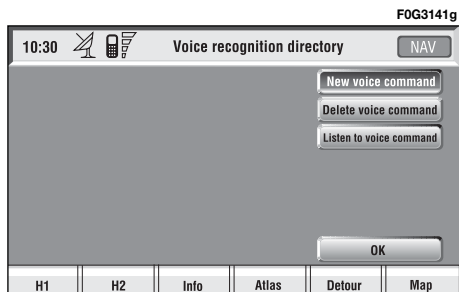 F0G3141g
10:30 Voice recognition directory NAV
New voice command
Delete voice command
Listen to voice command
OK
H1 H2 Info Atlas Detour Map